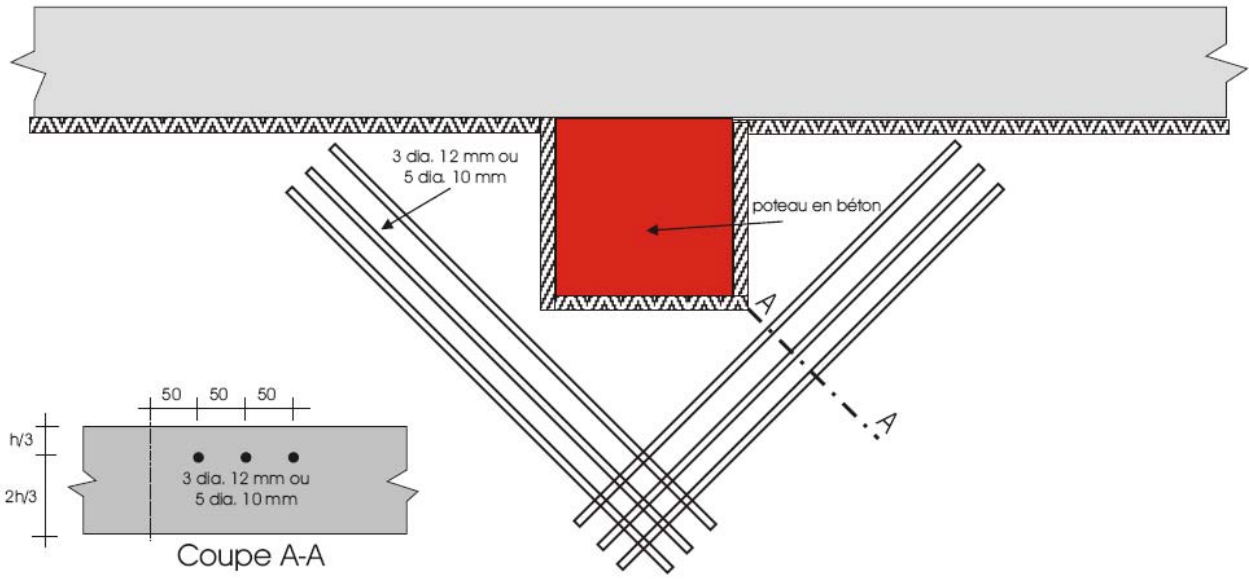 3 dia. 12 mm ou
5 dia. 10 mm
poteau en béton
A
A
50 50 50
h/3
2h/3
3 dia. 12 mm ou
5 dia. 10 mm
Coupe A-A